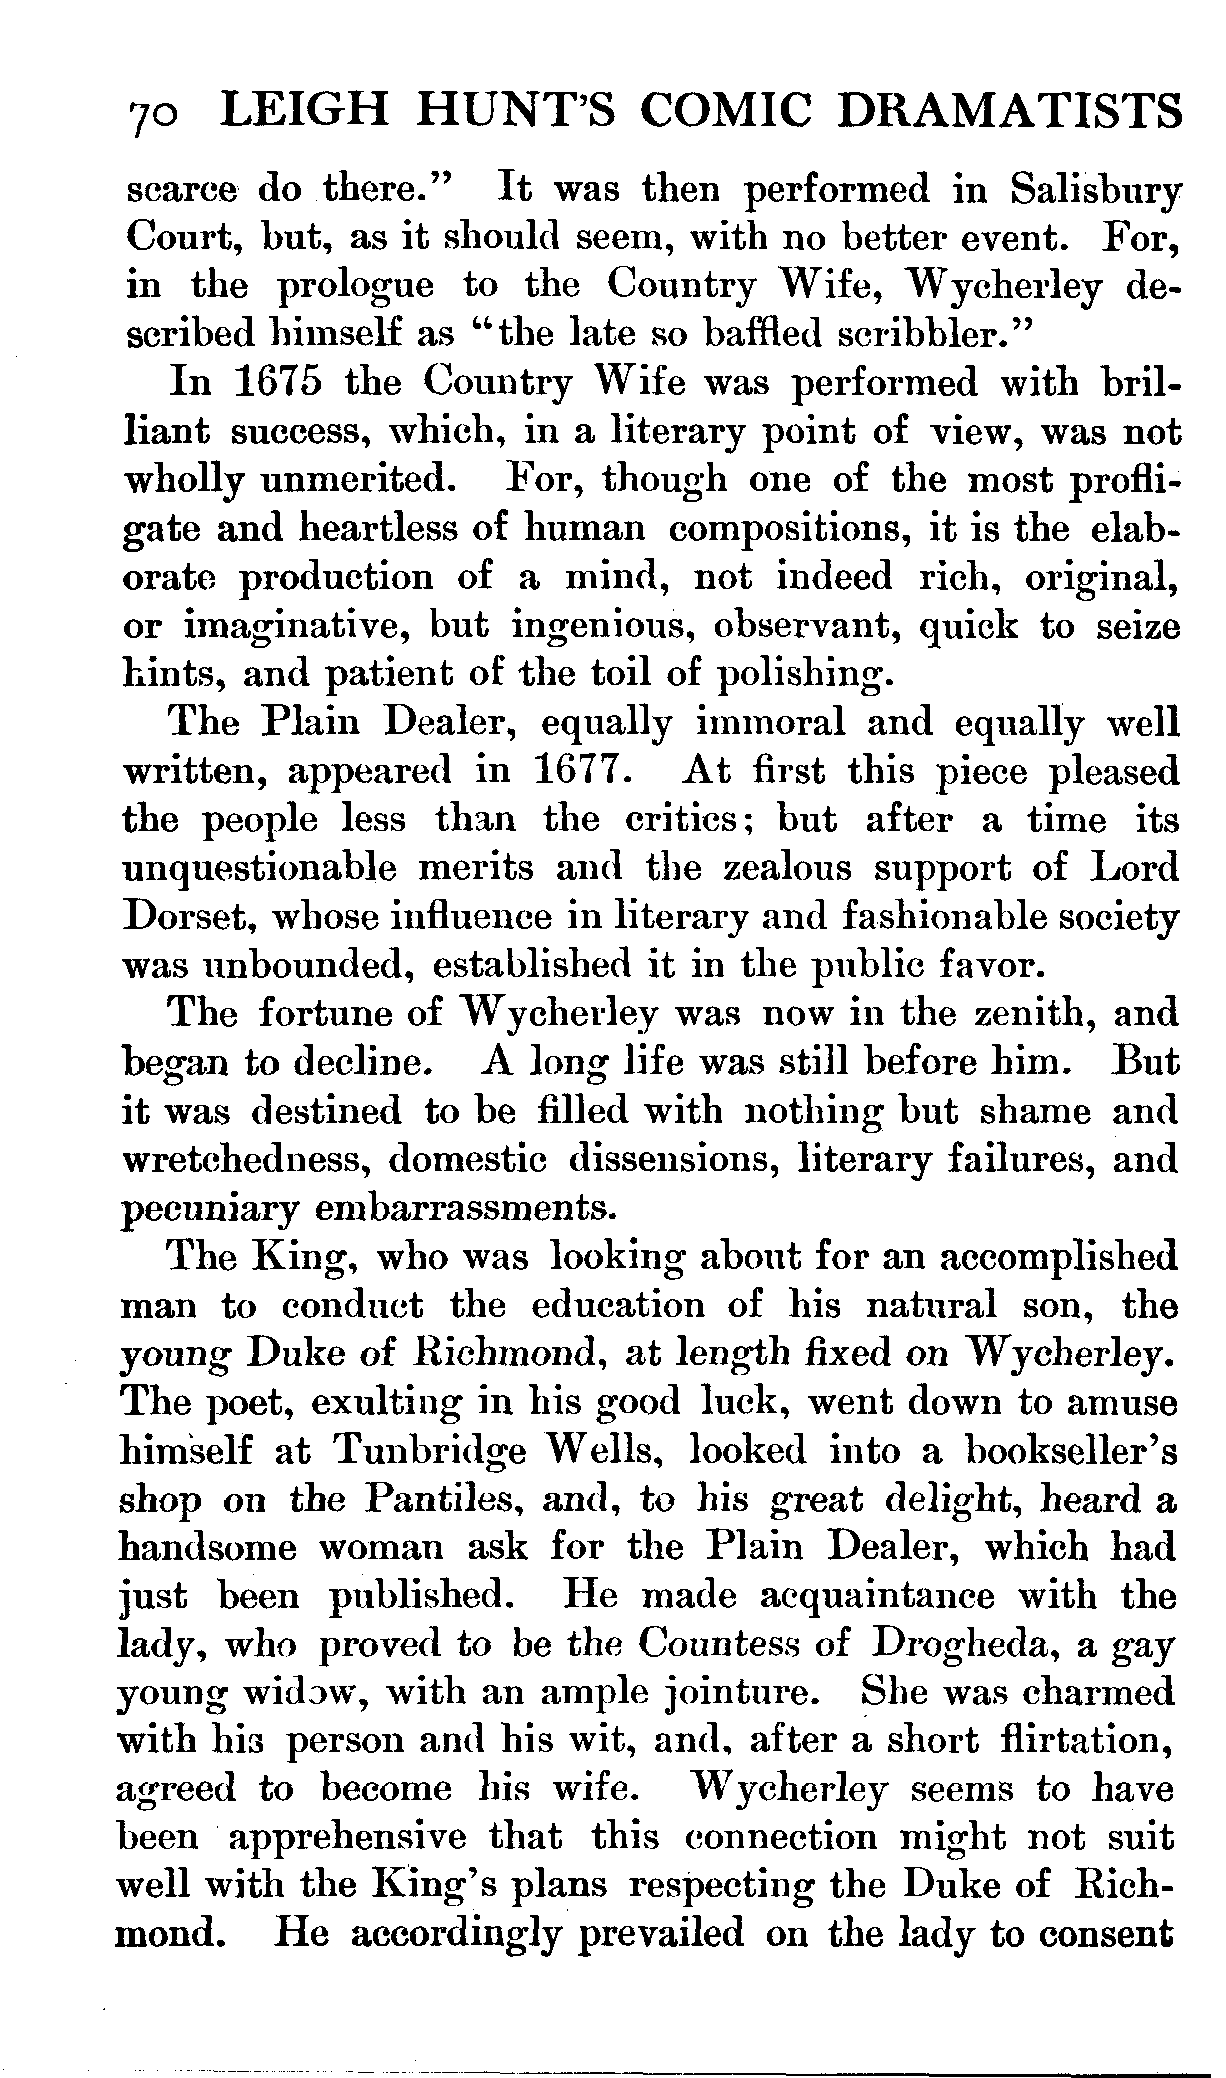 70 LEIGH HUNT'S COMIC DRAMATISTS
scarce do there." It was then performed in Salisbury
Court, but, as it should seem, with no better event. For,
in the prologue to the Country Wife, Wycherley de-
scribed himself as "the late so baffled scribbler."
In 1675 the Country Wife was performed with bril-
liant success, which, in a literary point of view, was not
wholly unmerited. For, though one of the most profli-
gate and heartless of human compositions, it is the elab-
orate production of a mind, not indeed rich, original,
or imaginative, but ingenious, observant, quick to seize
hints, and patient of the toil of polishing.
The Plain Dealer, equally immoral and equally well
written, appeared in 1677. At first this piece pleased
the people less than the critics; but after a time its
unquestionable merits and the zealous support of Lord
Dorset, whose influence in literary and fashionable society
was unbounded, established it in the public favor.
The fortune of Wycherley was now in the zenith, and
began to decline. A long life was still before him. But
it was destined to be filled with nothing but shame and
wretchedness, domestic dissensions, literary failures, and
pecuniary embarrassments.
The King, who was looking about for an accomplished
man to conduct the education of his natural son, the
young Duke of Richmond, at length fixed on Wycherley.
The poet, exulting in his good luck, went down to amuse
himself at Tunbridge Wells, looked into a bookseller's
shop on the Pantiles, and, to his great delight, heard a
handsome woman ask for the Plain Dealer, which had
just been published. He made acquaintance with the
lady, who proved to be the Countess of Drogheda, a gay
young widow, with an ample jointure. She was charmed
with his person and his wit, and, after a short flirtation,
agreed to become his wife. Wycherley seems to have
been apprehensive that this connection might not suit
well with the King's plans respecting the Duke of Rich-
mond. He accordingly prevailed on the lady to consent